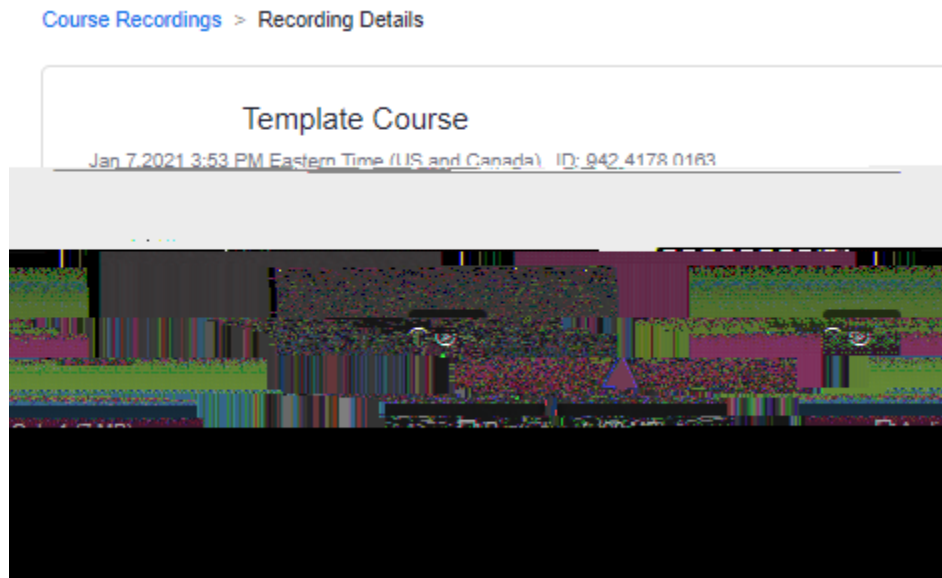 Course Recordings > Recording Details
Template Course
Jan 7,2021 3:53 PM Eastern Time (US and Canada) ID: 942 4178 0163